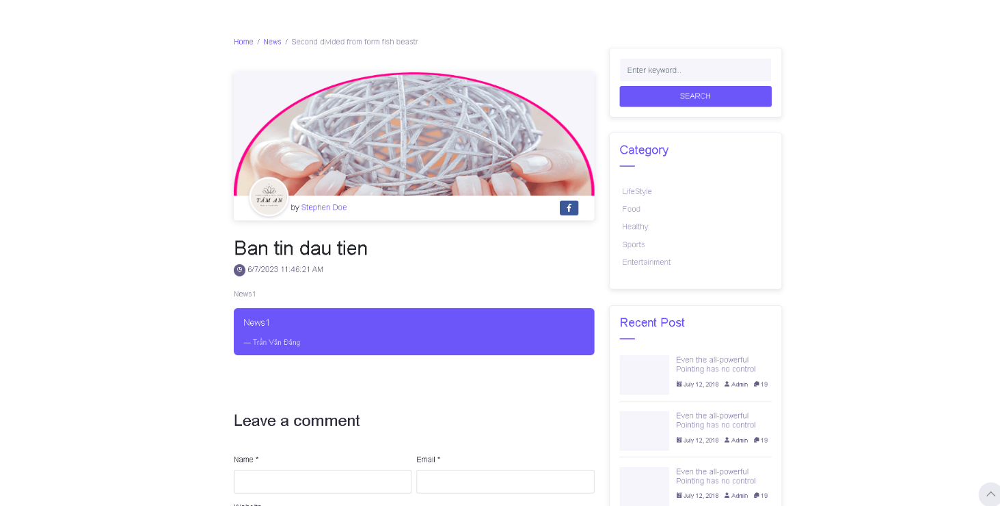 Home / News / Second divided from form fish beastr
TÂM AN
by Stephen Doe
Ban tin dau tien
6/7/2023 11:46:21 AM
News1
News1
— Trần Văn Đăng
Leave a comment
Name *
Email *
Website
Enter keyword..
SEARCH
Category
LifeStyle
Food
Healthy
Sports
Entertainment
Recent Post
Even the all-powerful
Pointing has no control
July 12, 2018 Admin 19
Even the all-powerful
Pointing has no control
July 12, 2018 Admin 19
Even the all-powerful
Pointing has no control
July 12, 2018 Admin 19